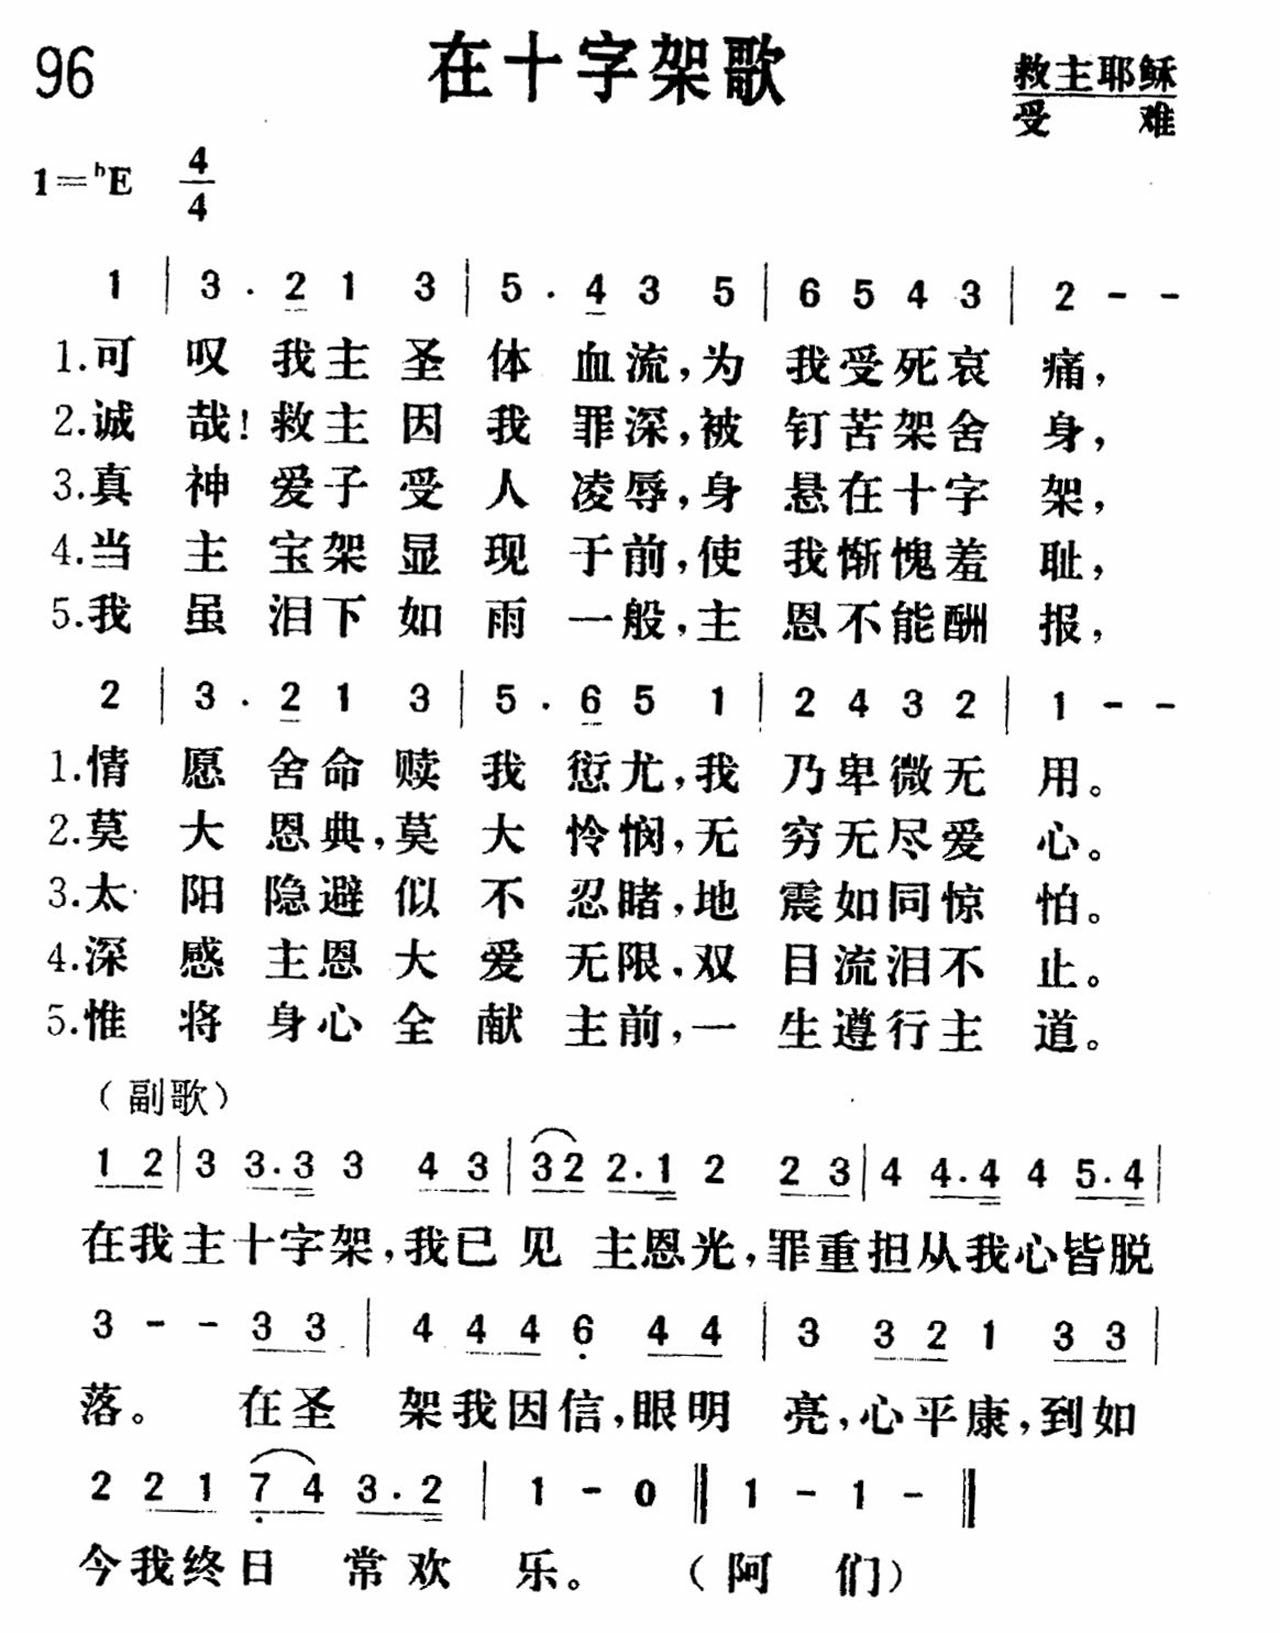 96
在十字架歌
救主耶稣
受 难
1=ᵇE 4/4
1 | 3 . 2 1 3 | 5 . 4 3 5 | 6 5 4 3 | 2 - -
1.可 叹 我主 圣 体 血流,为 我受死哀 痛,
2.诚 哉!救主 因 我 罪深,被 钉苦架舍 身,
3.真 神 爱子 受 人 凌辱,身 悬在十字 架,
4.当 主 宝架 显 现 于前,使 我惭愧羞 耻,
5.我 虽 泪下 如 雨 一般,主 恩不能酬 报,
2 | 3 . 2 1 3 | 5 . 6 5 1 | 2 4 3 2 | 1 - -
1.情 愿 舍命 赎 我 愆尤,我 乃卑微无 用。
2.莫 大 恩典,莫 大 怜悯,无 穷无尽爱 心。
3.太 阳 隐避 似 不 忍睹,地 震如同惊 怕。
4.深 感 主恩 大 爱 无限,双 目流泪不 止。
5.惟 将 身心 全 献 主前,一 生遵行主 道。
(副歌)
1 2 | 3 3.3 3 4 3 | 32 2.1 2 2 3 | 4 4.4 4 5.4 |
在我主十字架,我已见 主恩光,罪重担从我心皆脱
3 - - 3 3 | 4 4 4 6 4 4 | 3 3 2 1 3 3 |
落。 在圣 架我因信,眼明 亮,心平康,到如
2 2 1 7 4 3.2 | 1 - 0 ‖ 1 - 1 - ‖
今我终日 常欢 乐。 (阿 们)